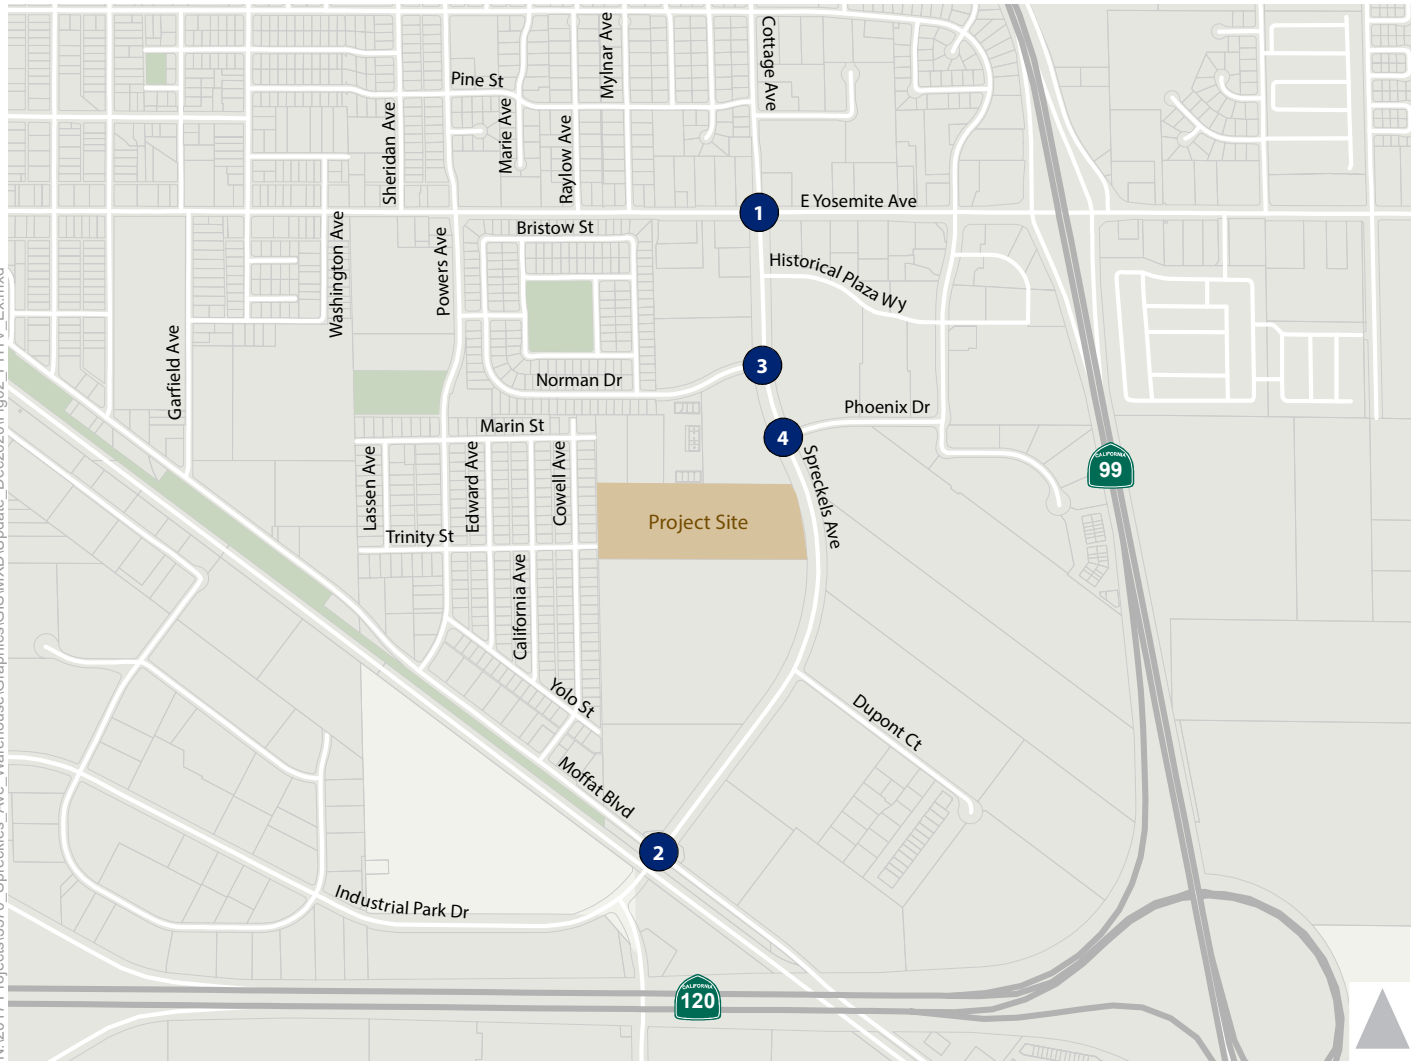 Pine St
Mylnar Ave
Cottage Ave
Sheridan Ave
Marie Ave
Raylow Ave
1
E Yosemite Ave
Washington Ave
Powers Ave
Bristow St
Historical Plaza Wy
Garfield Ave
3
Norman Dr
Phoenix Dr
4
Marin St
Spreckels Ave
CALIFORNIA
99
Lassen Ave
Edward Ave
Cowell Ave
Project Site
Trinity St
California Ave
Yolo St
Dupont Ct
Moffat Blvd
2
Industrial Park Dr
CALIFORNIA
120